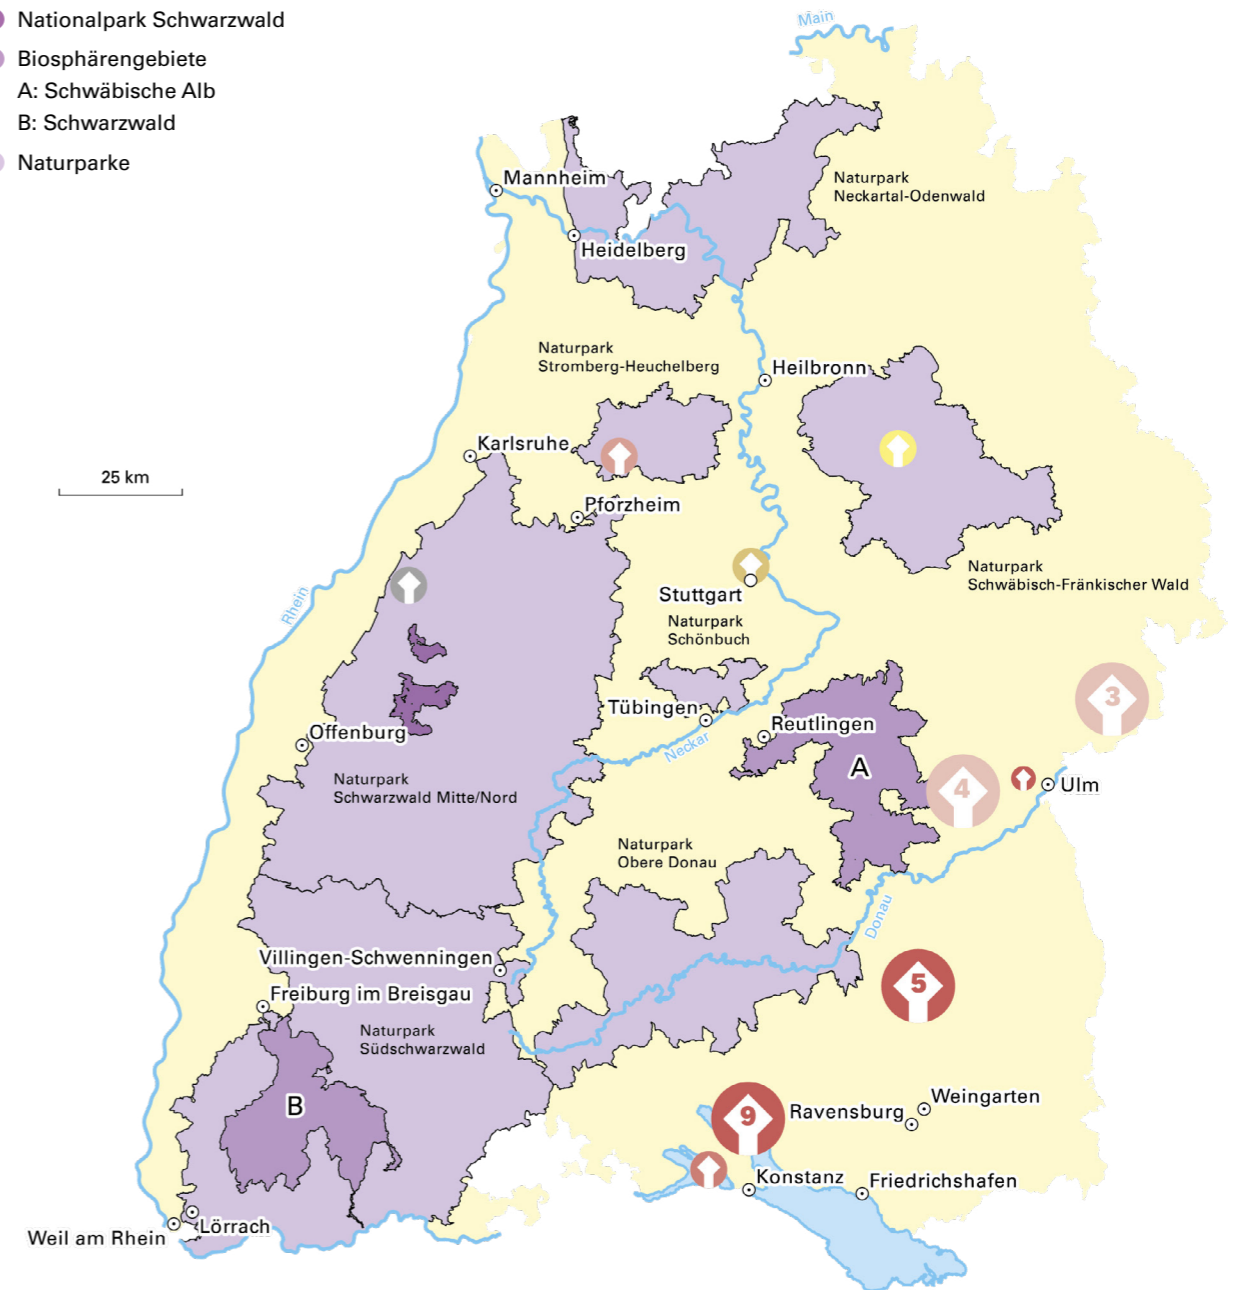 Nationalpark Schwarzwald
Biosphärengebiete
A: Schwäbische Alb
B: Schwarzwald
Naturparke
Main
Mannheim
Naturpark
Neckartal-Odenwald
Heidelberg
Naturpark
Stromberg-Heuchelberg
Heilbronn
Karlsruhe
25 km
Pforzheim
Naturpark
Schwäbisch-Fränkischer Wald
Stuttgart
Rhein
Naturpark
Schönbuch
3
Tübingen
Reutlingen
Offenburg
Neckar
A
Naturpark
Schwarzwald Mitte/Nord
4
Ulm
Naturpark
Obere Donau
Donau
Villingen-Schwenningen
5
Freiburg im Breisgau
Naturpark
Südschwarzwald
B
9
Weingarten
Ravensburg
Konstanz
Friedrichshafen
Lörrach
Weil am Rhein